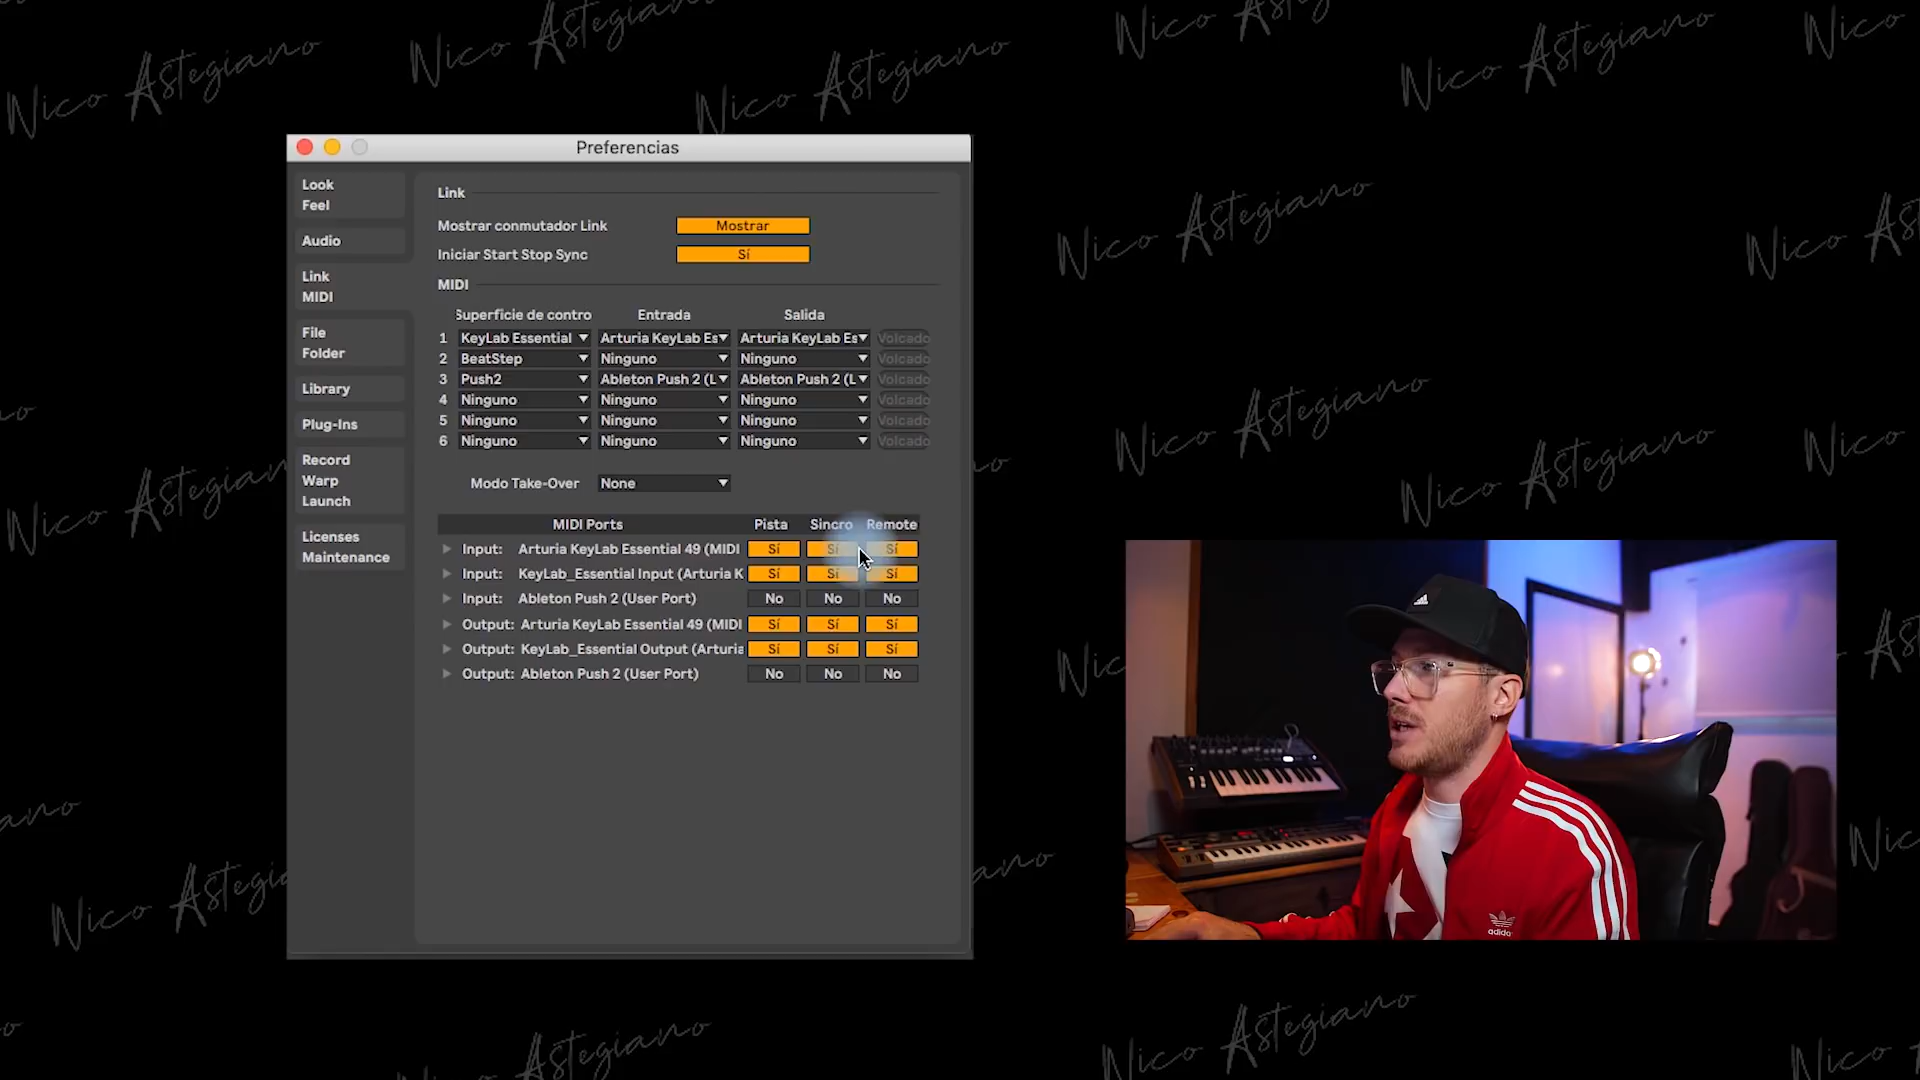 Nico Astegiano
Preferencias
Look
Feel
Audio
Link
MIDI
File
Folder
Library
Plug-Ins
Record
Warp
Launch
Licenses
Maintenance
Link
Mostrar conmutador Link Mostrar
Iniciar Start Stop Sync Sí
MIDI
Superficie de contro Entrada Salida
1 KeyLab Essential Arturia KeyLab Es Arturia KeyLab Es Volcado
2 BeatStep Ninguno Ninguno Volcado
3 Push2 Ableton Push 2 (L Ableton Push 2 (L Volcado
4 Ninguno Ninguno Ninguno Volcado
5 Ninguno Ninguno Ninguno Volcado
6 Ninguno Ninguno Ninguno Volcado
Modo Take-Over None
MIDI Ports Pista Sincro Remote
Input: Arturia KeyLab Essential 49 (MIDI Sí Sí Sí
Input: KeyLab_Essential Input (Arturia K Sí Sí Sí
Input: Ableton Push 2 (User Port) No No No
Output: Arturia KeyLab Essential 49 (MIDI Sí Sí Sí
Output: KeyLab_Essential Output (Arturia Sí Sí Sí
Output: Ableton Push 2 (User Port) No No No
adidas